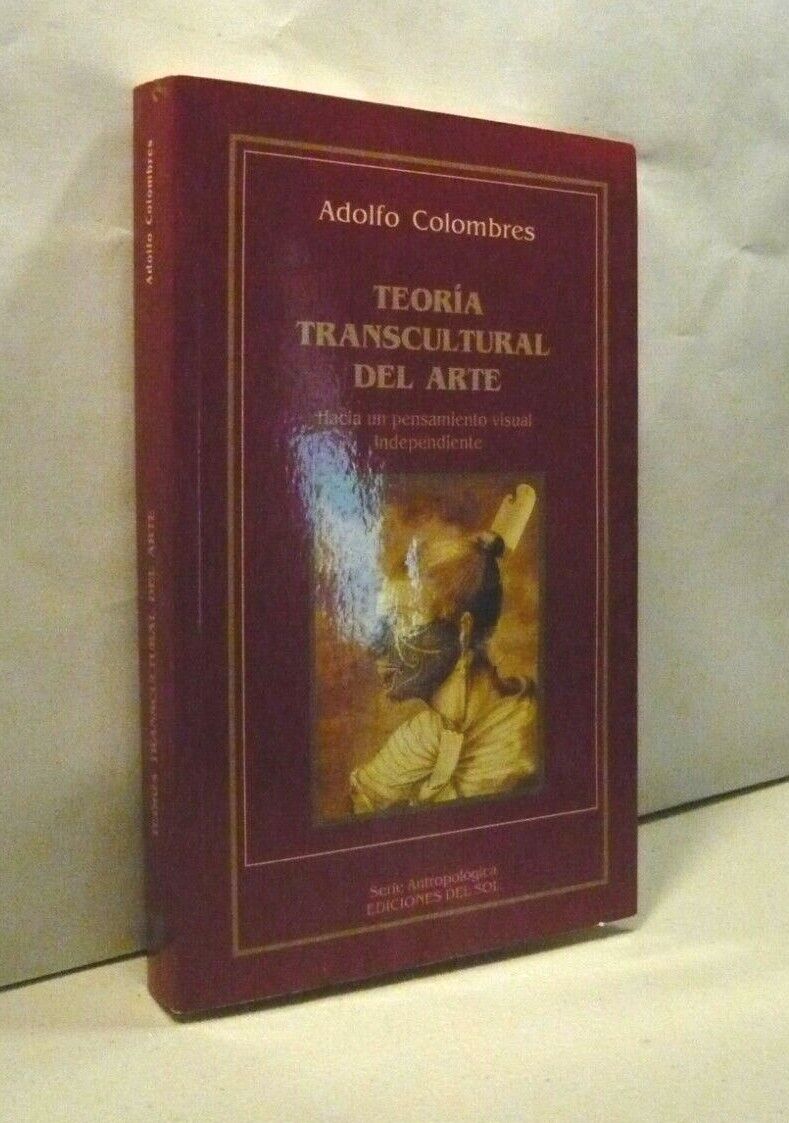 Adolfo Colombres
TEORÍA
TRANSCULTURAL
DEL ARTE
Hacia un pensamiento visual
Independiente
Serie Antropológica
EDICIONES DEL SOL
Adolfo Colombres
TRANSCULTURAL DEL ARTE